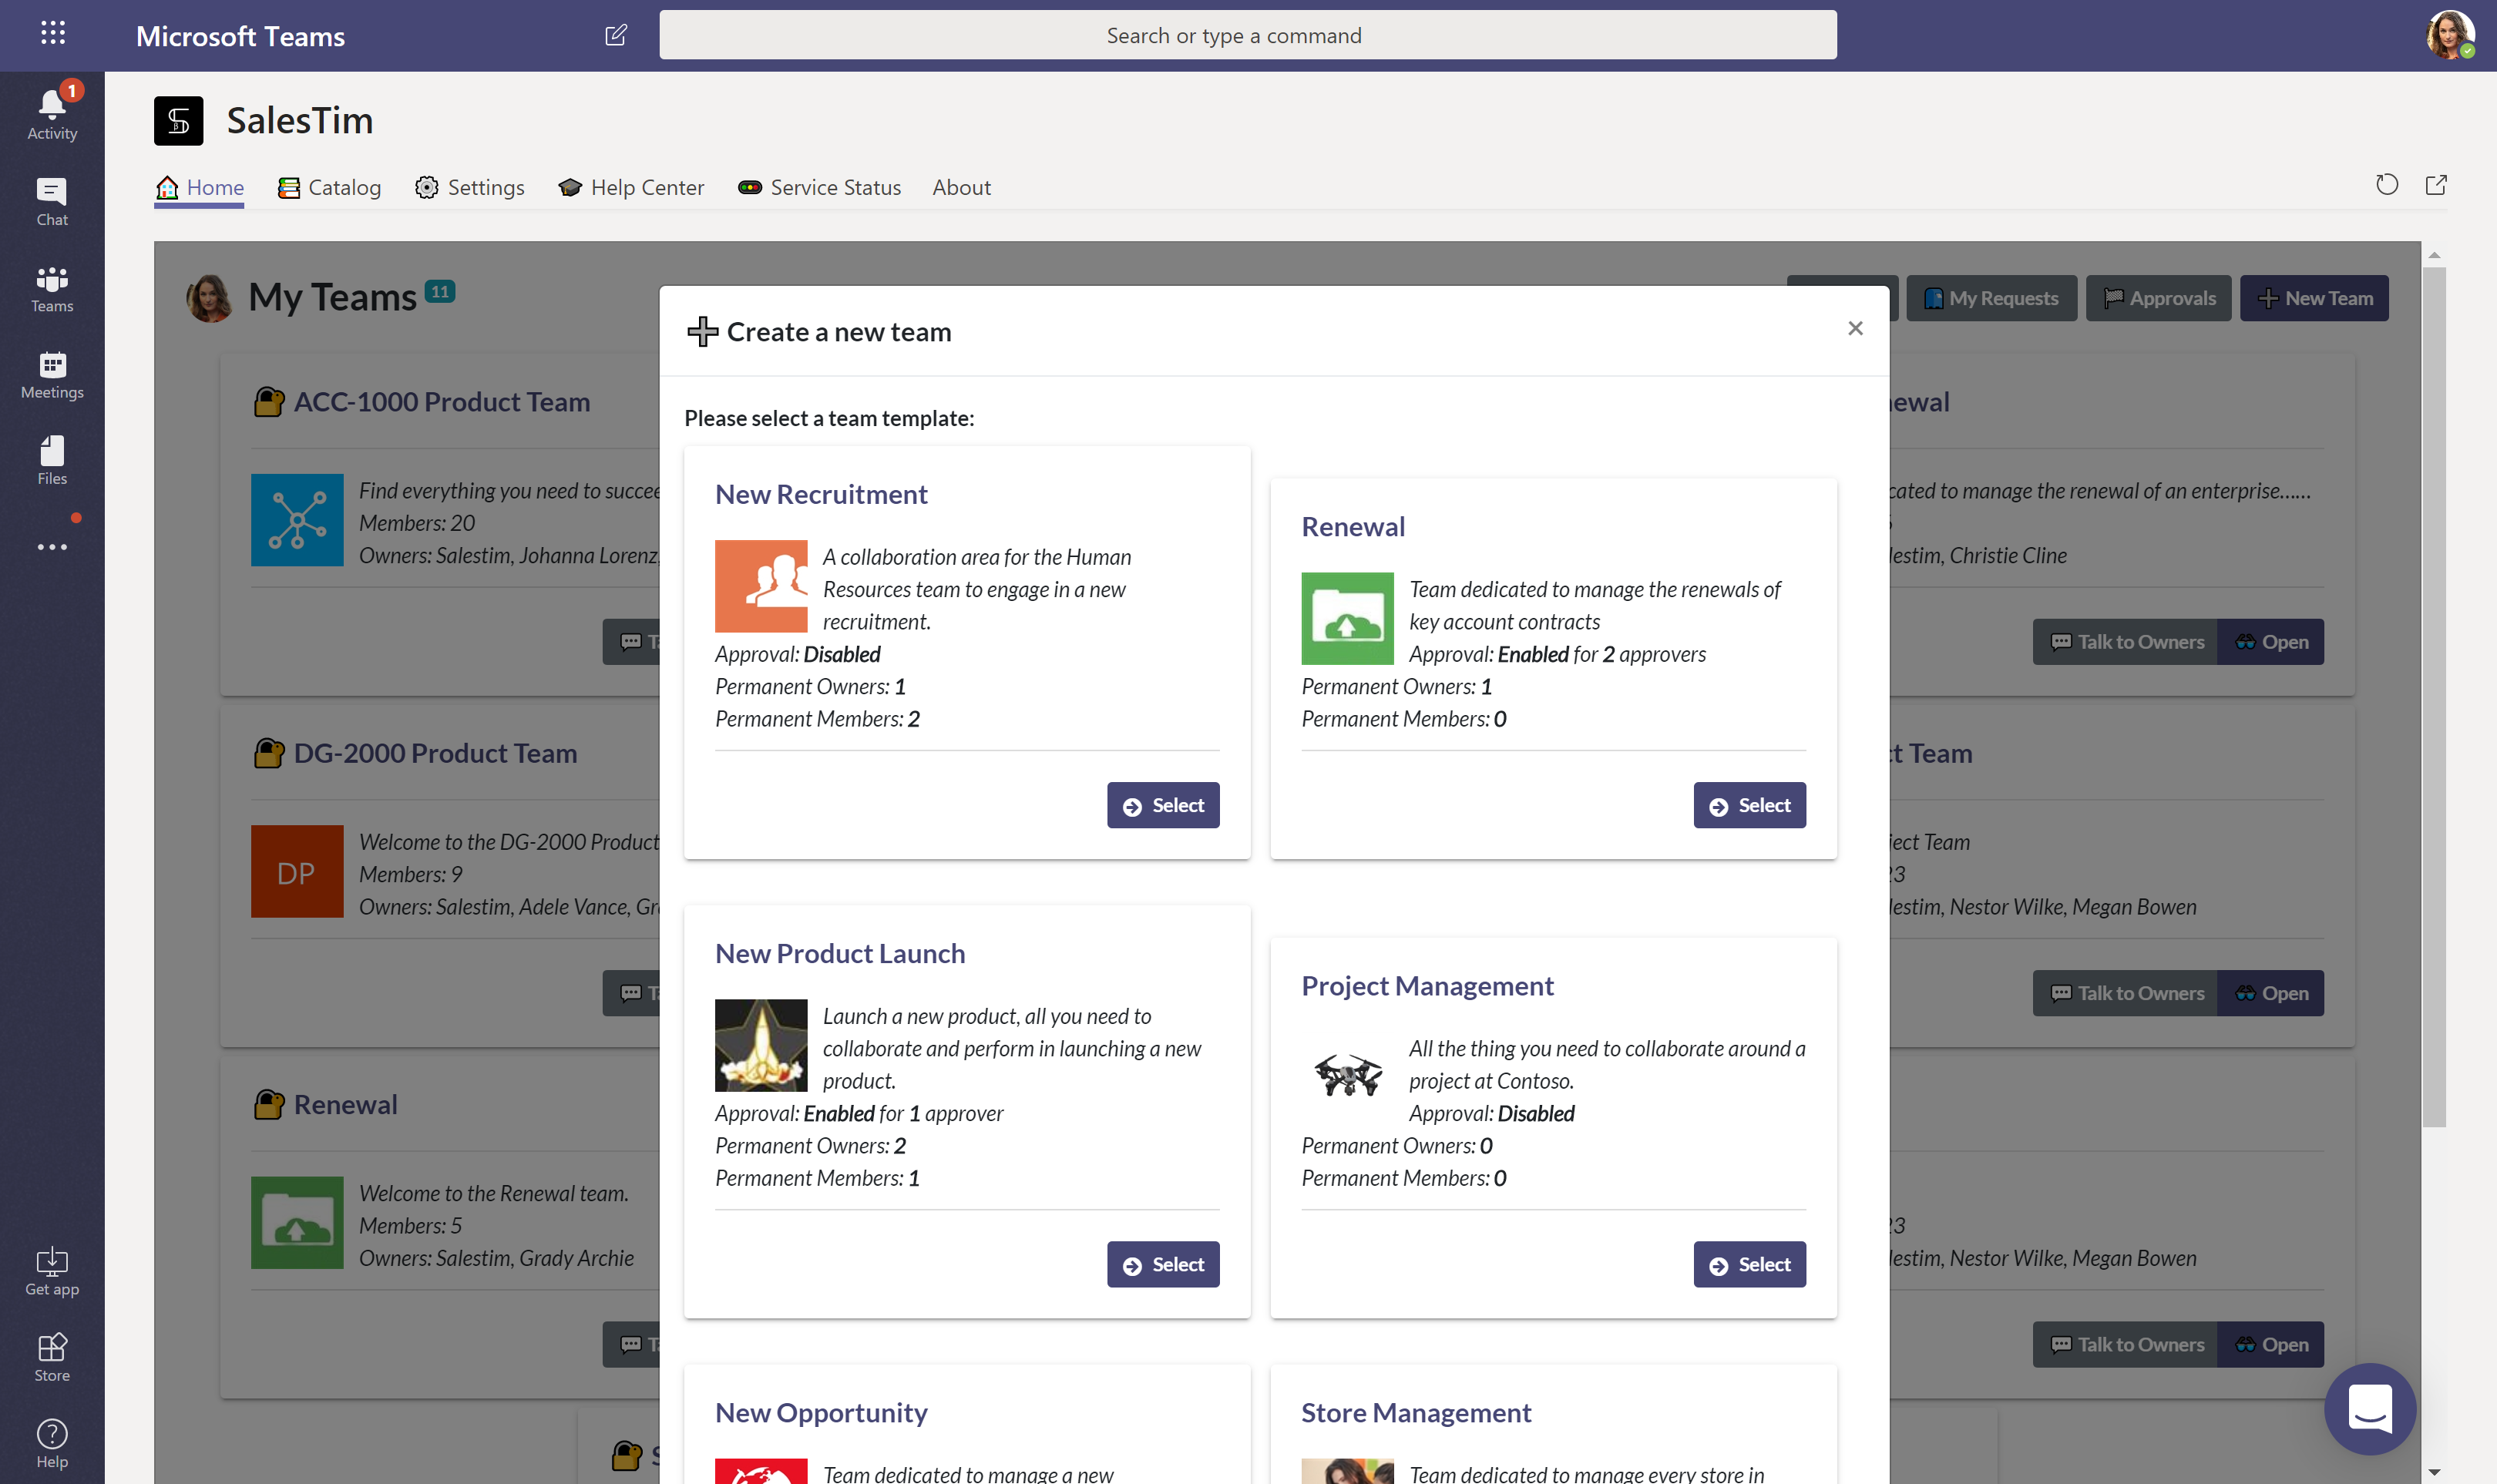 Microsoft Teams
Search or type a command
1
Activity
Chat
Teams
Meetings
Files
Get app
Store
Help
SalesTim
Home
Catalog
Settings
Help Center
Service Status
About
My Teams 11
My Requests
Approvals
New Team
ACC-1000 Product Team
Find everything you need to
Members: 20
Owners: Salestim, Johanna Lorenz,
DG-2000 Product Team
DP
Welcome to the DG-2000 Product
Members: 9
Owners: Salestim, Adele Vance,
Renewal
Welcome to the Renewal team.
Members: 5
Owners: Salestim, Grady Archie
Create a new team
×
Please select a team template:
New Recruitment
A collaboration area for the Human
Resources team to engage in a new
recruitment.
Approval: Disabled
Permanent Owners: 1
Permanent Members: 2
Select
Renewal
Team dedicated to manage the renewals of
key account contracts
Approval: Enabled for 2 approvers
Permanent Owners: 1
Permanent Members: 0
Select
New Product Launch
Launch a new product, all you need to
collaborate and perform in launching a new
product.
Approval: Enabled for 1 approver
Permanent Owners: 2
Permanent Members: 1
Select
Project Management
All the thing you need to collaborate around a
project at Contoso.
Approval: Disabled
Permanent Owners: 0
Permanent Members: 0
Select
New Opportunity
Team dedicated to manage a new
Store Management
Team dedicated to manage every store in
ewal
cated to manage the renewal of an enterprise......
lestim, Christie Cline
Talk to Owners
Open
ct Team
ject Team
23
lestim, Nestor Wilke, Megan Bowen
Talk to Owners
Open
23
lestim, Nestor Wilke, Megan Bowen
Talk to Owners
Open